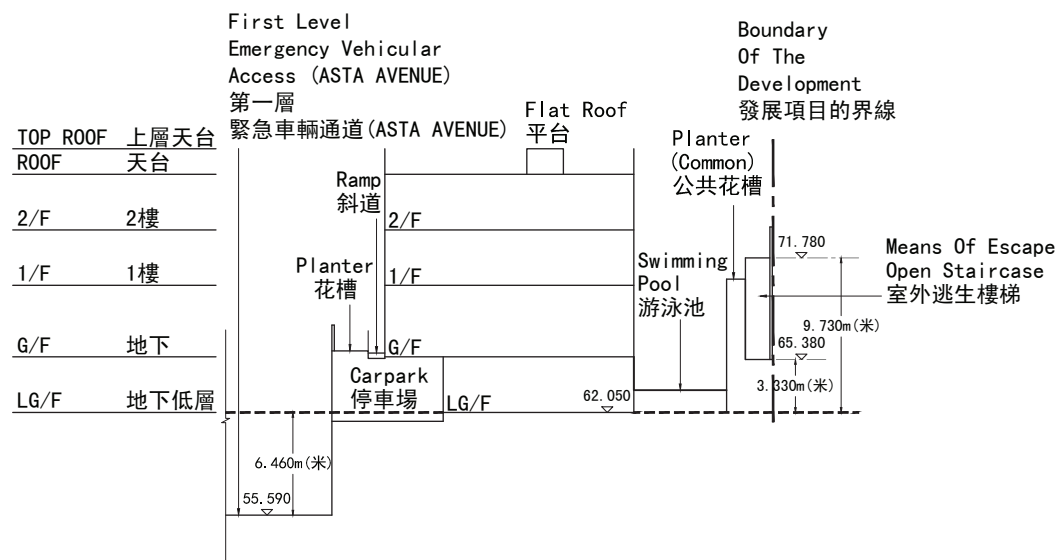 First Level
Emergency Vehicular
Access (ASTA AVENUE)
第一層
緊急車輛通道(ASTA AVENUE)
Boundary
Of The
Development
發展項目的界線
Flat Roof
平台
Planter
(Common)
公共花槽
TOP ROOF 上層天台
ROOF 天台
Ramp
斜道
2/F 2樓
2/F
71.780
Means Of Escape
Open Staircase
室外逃生樓梯
Planter
花槽
Swimming
Pool
游泳池
1/F 1樓
1/F
9.730m(米)
65.380
G/F 地下
G/F
Carpark
停車場
3.330m(米)
LG/F 地下低層
LG/F
62.050
6.460m(米)
55.590